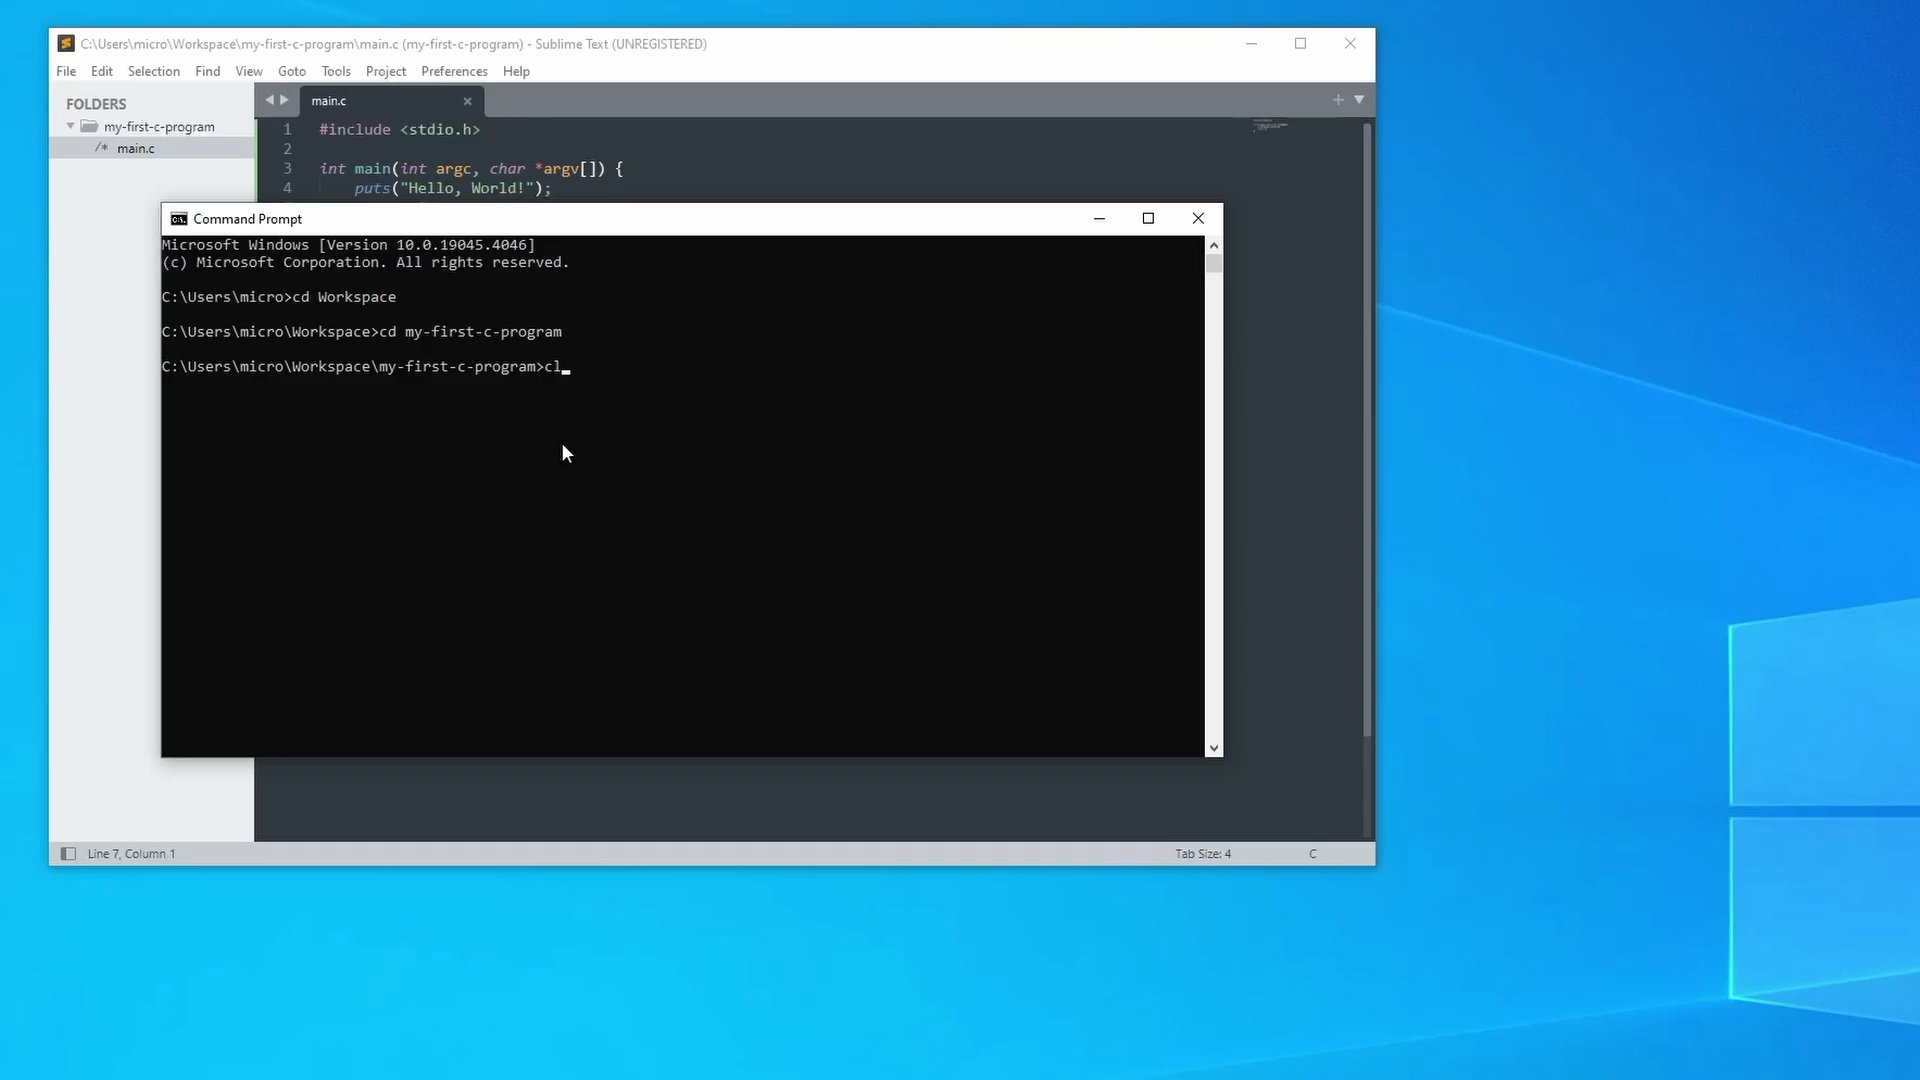 C:\Users\micro\Workspace\my-first-c-program\main.c (my-first-c-program) - Sublime Text (UNREGISTERED)
File Edit Selection Find View Goto Tools Project Preferences Help
FOLDERS
my-first-c-program
/* main.c
main.c
1 #include <stdio.h>
2
3 int main(int argc, char *argv[]) {
4 puts("Hello, World!");
Command Prompt
Microsoft Windows [Version 10.0.19045.4046]
(c) Microsoft Corporation. All rights reserved.
C:\Users\micro>cd Workspace
C:\Users\micro\Workspace>cd my-first-c-program
C:\Users\micro\Workspace\my-first-c-program>cl_
Line 7, Column 1
Tab Size: 4
C